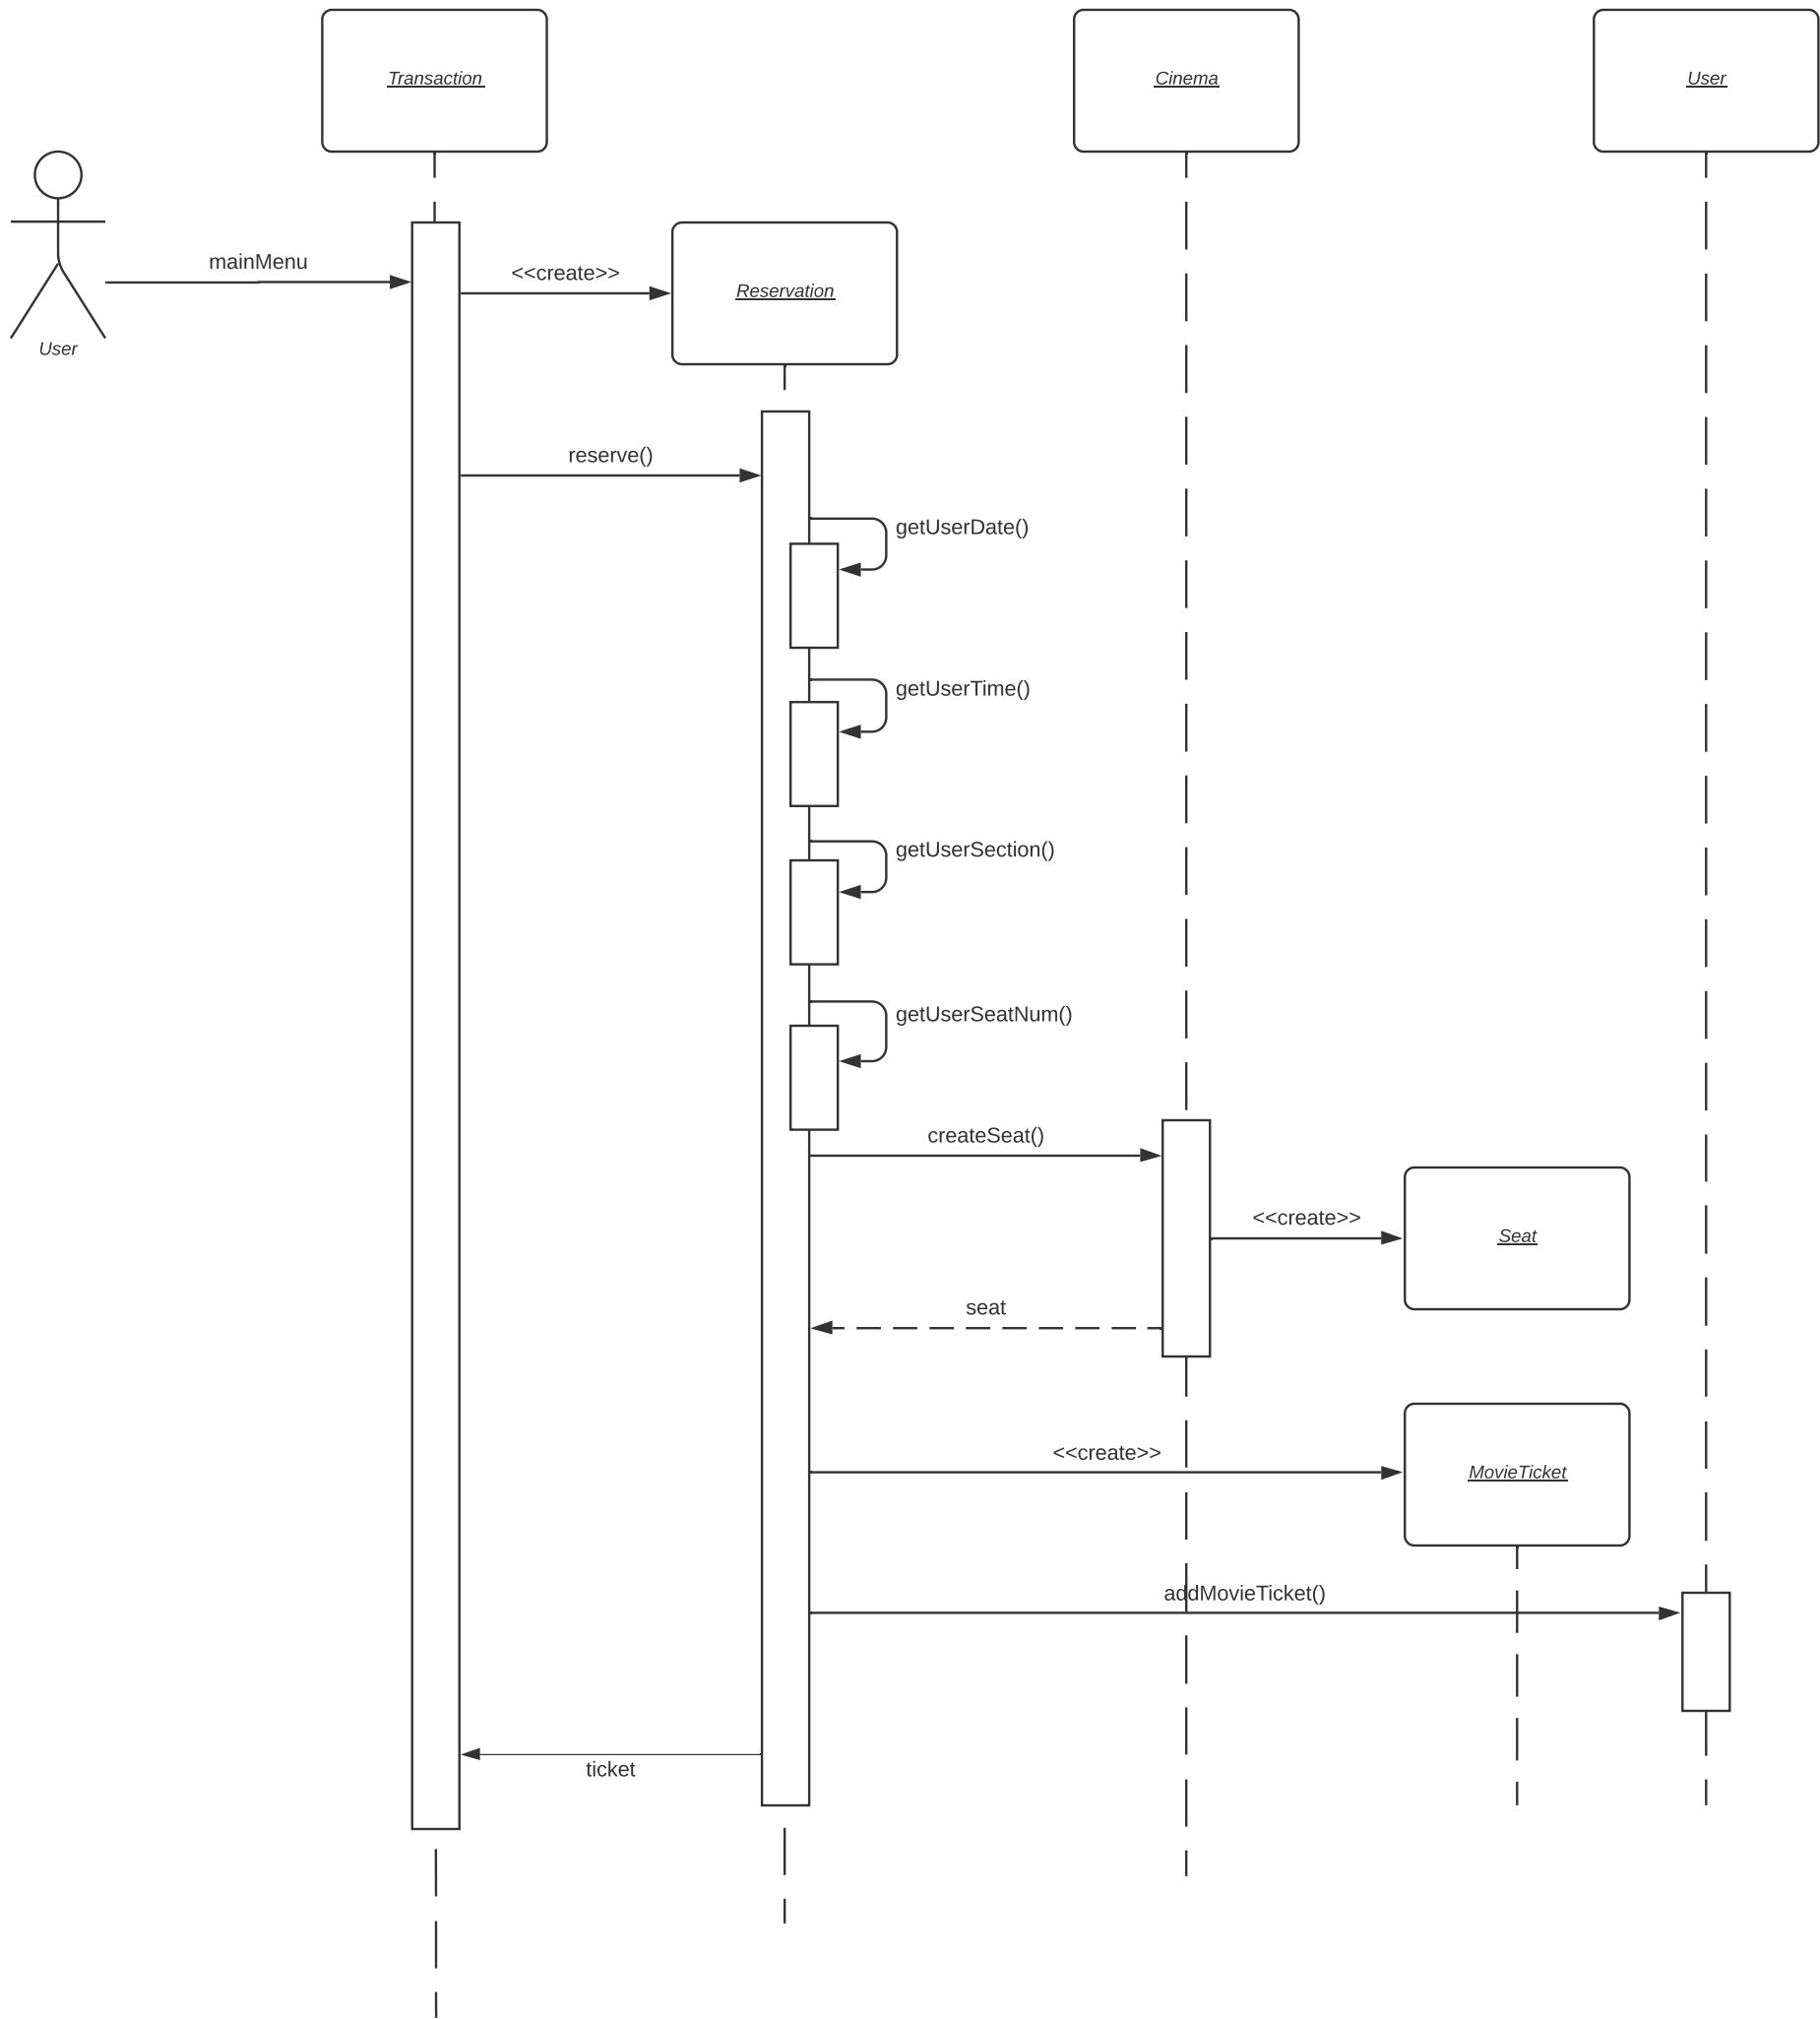 Transaction
Cinema
User
mainMenu
<<create>>
Reservation
User
reserve()
getUserDate()
getUserTime()
getUserSection()
getUserSeatNum()
createSeat()
<<create>>
Seat
seat
<<create>>
MovieTicket
addMovieTicket()
ticket